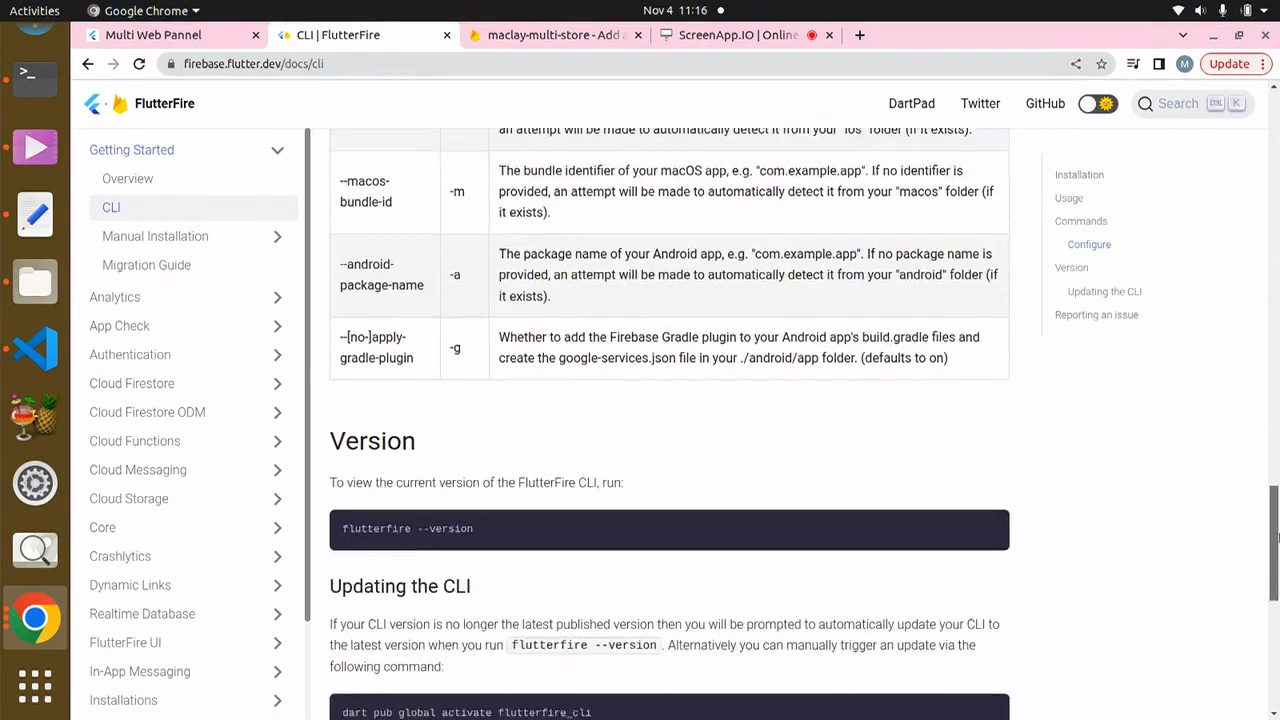 Activities
Google Chrome
Nov 4 11:16
Multi Web Pannel
CLI | FlutterFire
maclay-multi-store - Add a
ScreenApp.IO | Online
firebase.flutter.dev/docs/cli
M
Update
FlutterFire
DartPad
Twitter
GitHub
Search
CTRL
K
Getting Started
Overview
CLI
Manual Installation
Migration Guide
Analytics
App Check
Authentication
Cloud Firestore
Cloud Firestore ODM
Cloud Functions
Cloud Messaging
Cloud Storage
Core
Crashlytics
Dynamic Links
Realtime Database
FlutterFire UI
In-App Messaging
Installations
an attempt will be made to automatically detect it from your "ios" folder (if it exists).
--macos-
bundle-id
-m
The bundle identifier of your macOS app, e.g. "com.example.app". If no identifier is
provided, an attempt will be made to automatically detect it from your "macos" folder (if
it exists).
--android-
package-name
-a
The package name of your Android app, e.g. "com.example.app". If no package name is
provided, an attempt will be made to automatically detect it from your "android" folder (if
it exists).
--[no-]apply-
gradle-plugin
-g
Whether to add the Firebase Gradle plugin to your Android app's build.gradle files and
create the google-services.json file in your ./android/app folder. (defaults to on)
Version
To view the current version of the FlutterFire CLI, run:
flutterfire --version
Updating the CLI
If your CLI version is no longer the latest published version then you will be prompted to automatically update your CLI to
the latest version when you run flutterfire --version. Alternatively you can manually trigger an update via the
following command:
dart pub global activate flutterfire_cli
Installation
Usage
Commands
Configure
Version
Updating the CLI
Reporting an issue